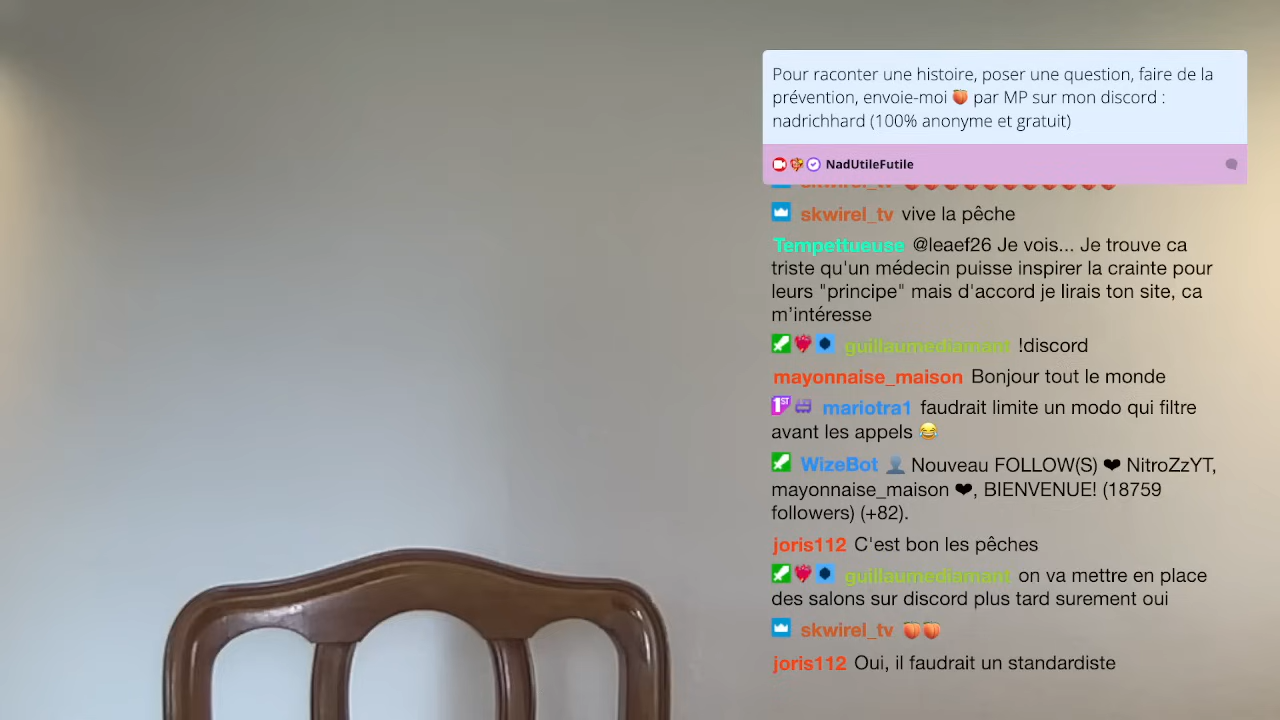 Pour raconter une histoire, poser une question, faire de la
prévention, envoie-moi 🍑 par MP sur mon discord :
nadrichhard (100% anonyme et gratuit)
NadUtileFutile
skwirel_tv 
skwirel_tv vive la pêche
Tempettueuse @leaef26 Je vois... Je trouve ca
triste qu'un médecin puisse inspirer la crainte pour
leurs "principe" mais d'accord je lirais ton site, ca
m'intéresse
guillaumediamant !discord
mayonnaise_maison Bonjour tout le monde
1ST mariotra1 faudrait limite un modo qui filtre
avant les appels 😂
WizeBot 👤 Nouveau FOLLOW(S) ❤ NitroZzYT,
mayonnaise_maison ❤, BIENVENUE! (18759
followers) (+82).
joris112 C'est bon les pêches
guillaumediamant on va mettre en place
des salons sur discord plus tard surement oui
skwirel_tv 🍑🍑
joris112 Oui, il faudrait un standardiste